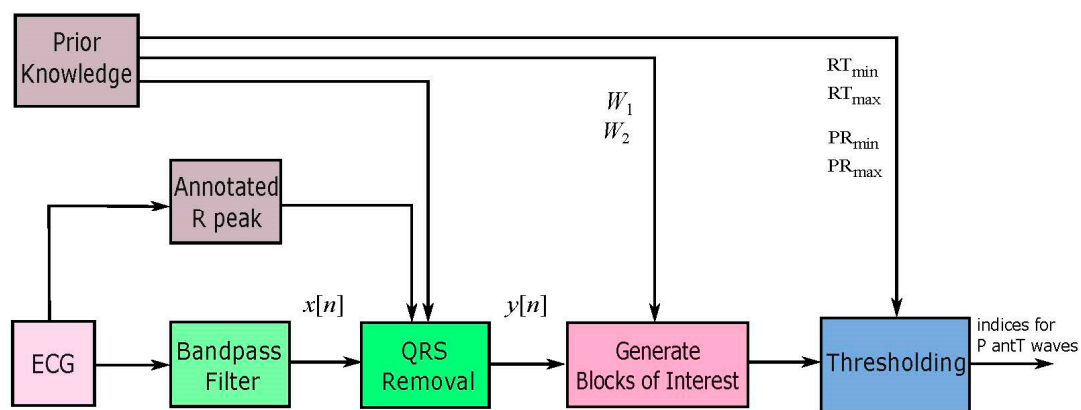 Prior
Knowledge
RT_min
RT_max
W_1
W_2
PR_min
PR_max
Annotated
R peak
x[n]
y[n]
ECG
Bandpass
Filter
QRS
Removal
Generate
Blocks of Interest
Thresholding
indices for
P antT waves